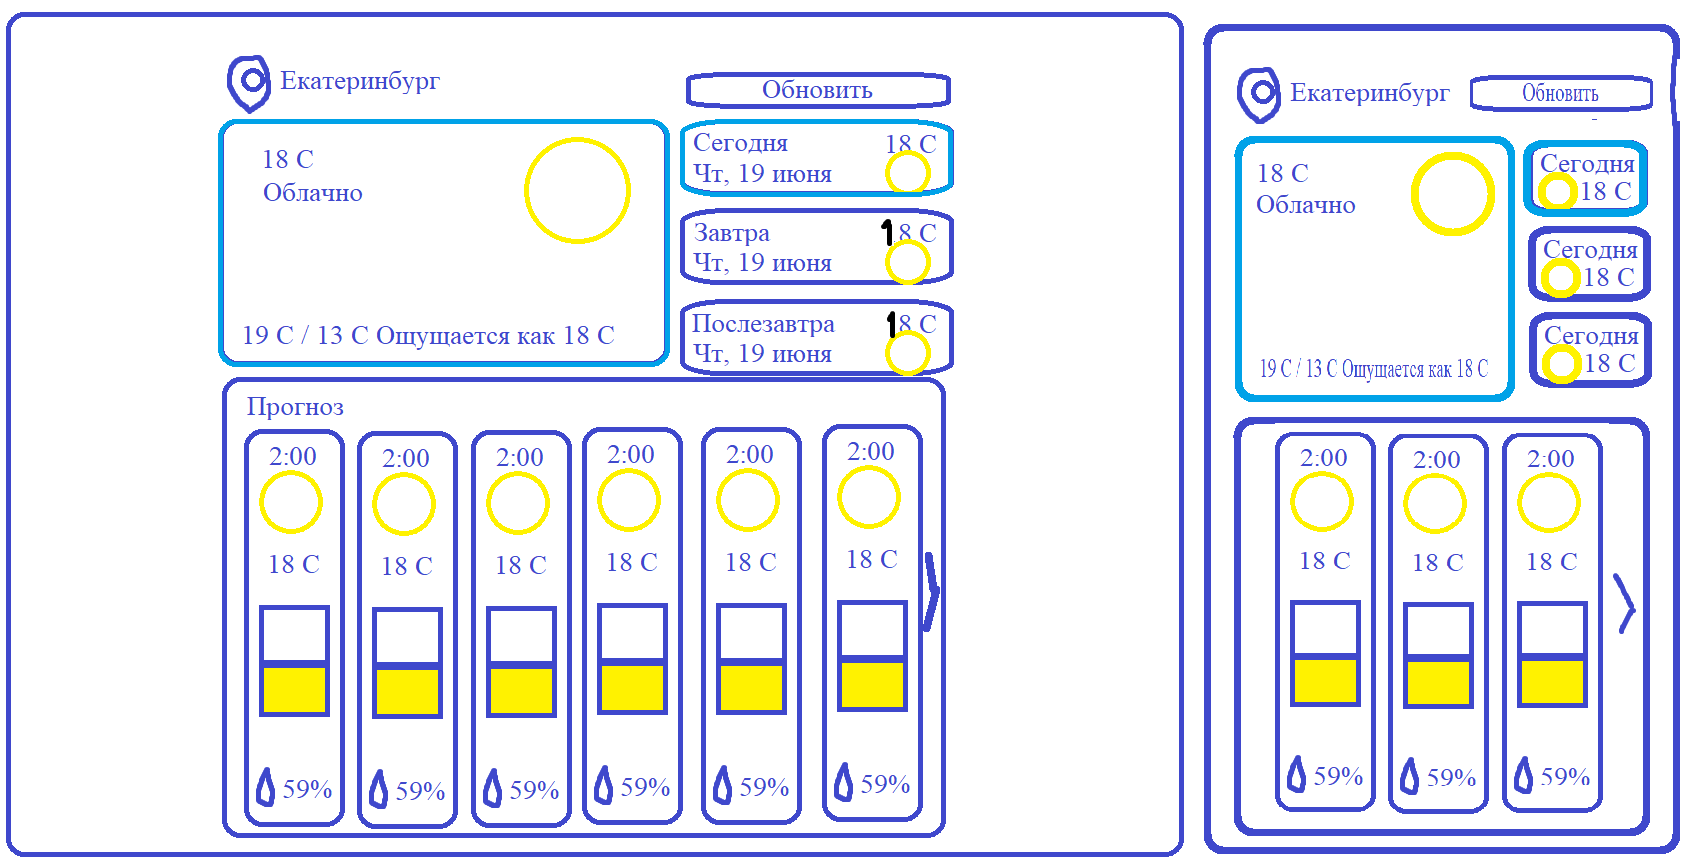 Екатеринбург
Обновить
18 С
Облачно
19 С / 13 С Ощущается как 18 С
Сегодня
18 С
Чт, 19 июня
Завтра
18 С
Чт, 19 июня
Послезавтра
18 С
Чт, 19 июня
Прогноз
2:00
18 С
59%
2:00
18 С
59%
2:00
18 С
59%
2:00
18 С
59%
2:00
18 С
59%
2:00
18 С
59%
Екатеринбург
Обновить
18 С
Облачно
19 С / 13 С Ощущается как 18 С
Сегодня
18 С
Сегодня
18 С
Сегодня
18 С
2:00
18 С
59%
2:00
18 С
59%
2:00
18 С
59%